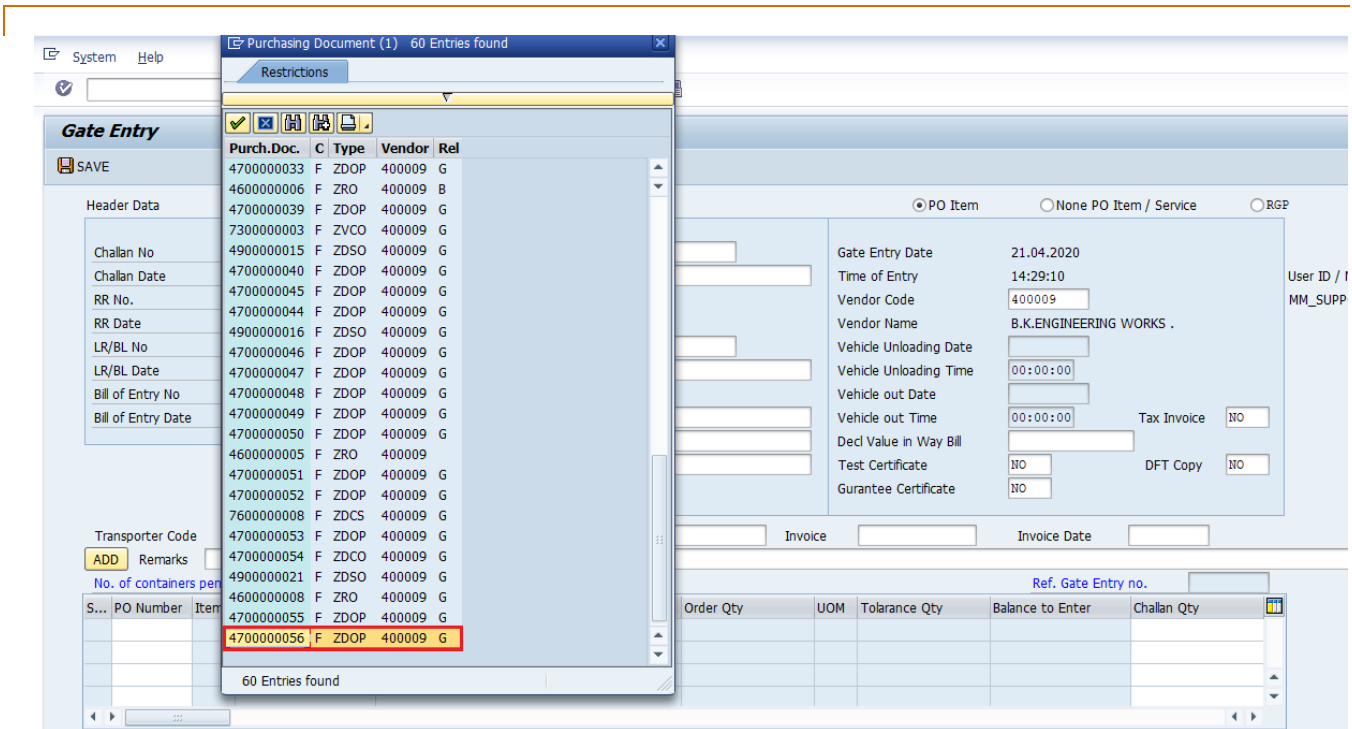 System Help
Purchasing Document (1) 60 Entries found
Restrictions
Gate Entry
SAVE
Purch.Doc. C Type Vendor Rel
4700000033 F ZDOP 400009 G
4600000006 F ZRO 400009 B
4700000039 F ZDOP 400009 G
7300000003 F ZVCO 400009 G
4900000015 F ZDSO 400009 G
4700000040 F ZDOP 400009 G
4700000045 F ZDOP 400009 G
4700000044 F ZDOP 400009 G
4900000016 F ZDSO 400009 G
4700000046 F ZDOP 400009 G
4700000047 F ZDOP 400009 G
4700000048 F ZDOP 400009 G
4700000049 F ZDOP 400009 G
4700000050 F ZDOP 400009 G
4600000005 F ZRO 400009
4700000051 F ZDOP 400009 G
4700000052 F ZDOP 400009 G
7600000008 F ZDCS 400009 G
4700000053 F ZDOP 400009 G
4700000054 F ZDCO 400009 G
4900000021 F ZDSO 400009 G
4600000008 F ZRO 400009 G
4700000055 F ZDOP 400009 G
4700000056 F ZDOP 400009 G
60 Entries found
Header Data
PO Item None PO Item / Service RGP
Challan No
Challan Date
RR No.
RR Date
LR/BL No
LR/BL Date
Bill of Entry No
Bill of Entry Date
Gate Entry Date 21.04.2020
Time of Entry 14:29:10 User ID /
Vendor Code 400009 MM_SUPP
Vendor Name B.K.ENGINEERING WORKS .
Vehicle Unloading Date
Vehicle Unloading Time 00:00:00
Vehicle out Date
Vehicle out Time 00:00:00 Tax Invoice NO
Decl Value in Way Bill
Test Certificate NO DFT Copy NO
Gurantee Certificate NO
Transporter Code Invoice Invoice Date
ADD Remarks
No. of containers pen Ref. Gate Entry no.
S... PO Number Item Order Qty UOM Tolarance Qty Balance to Enter Challan Qty